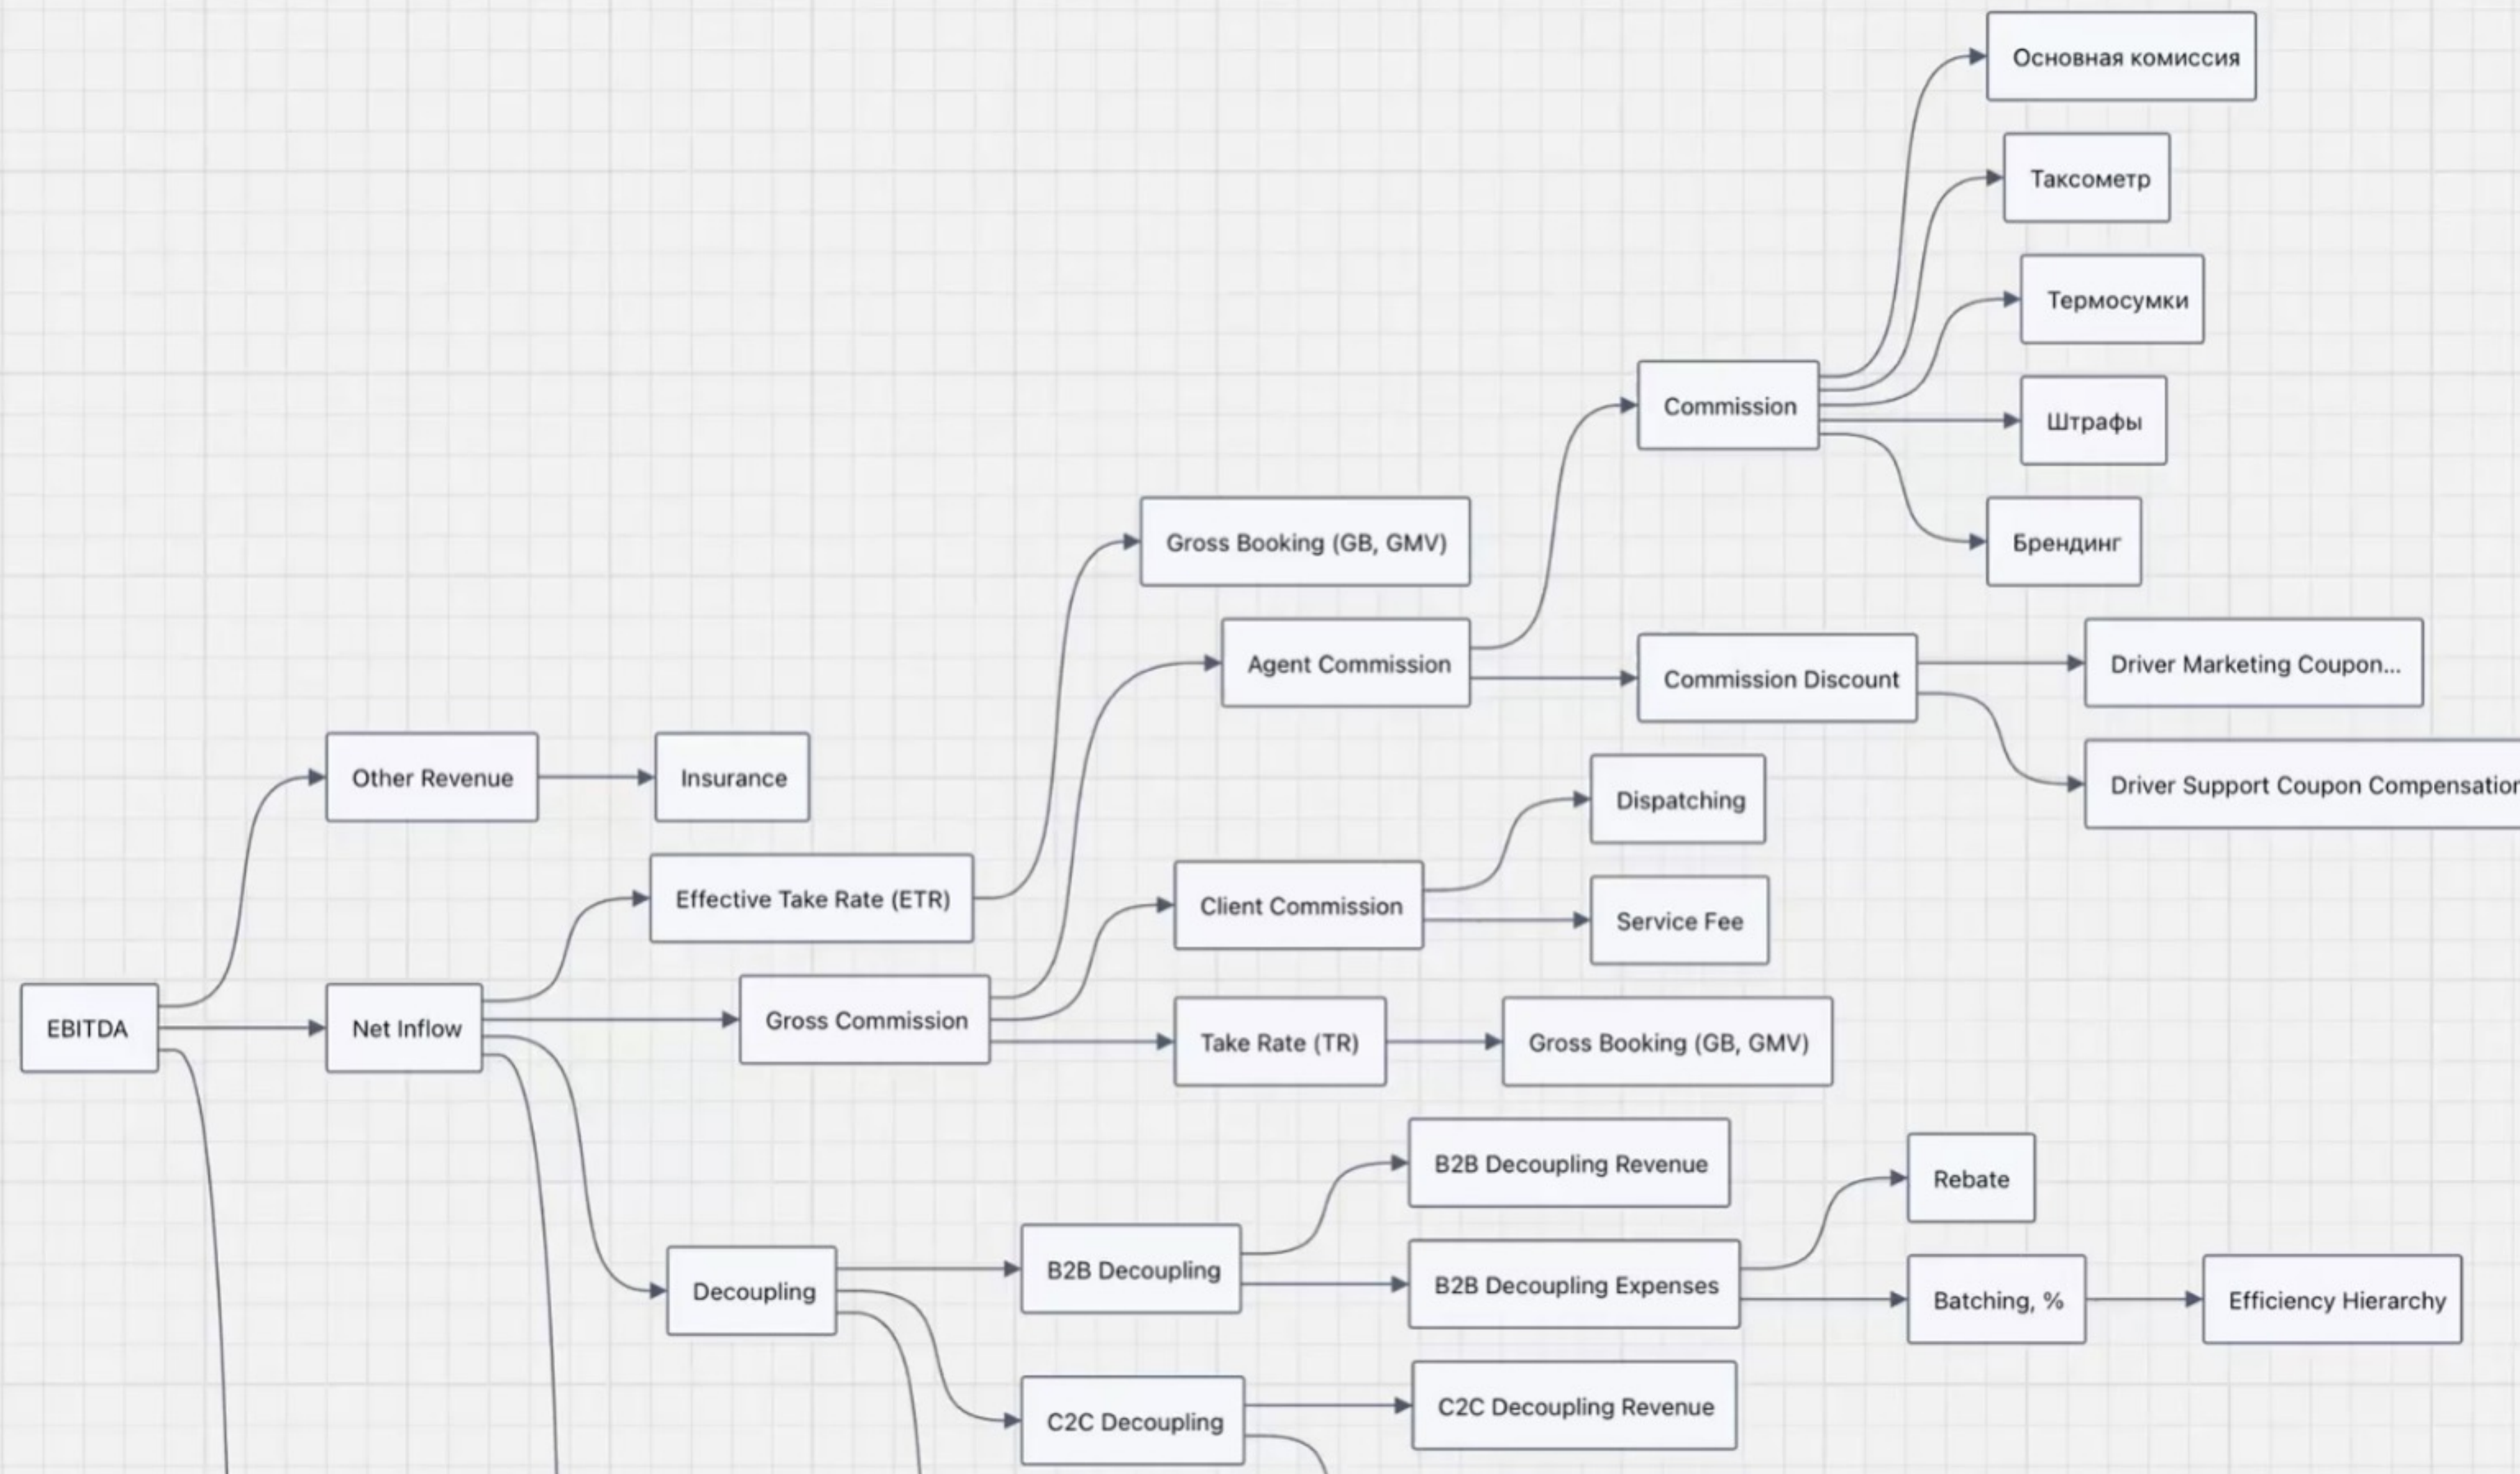 Основная комиссия
Таксометр
Термосумки
Commission
Штрафы
Gross Booking (GB, GMV)
Брендинг
Agent Commission
Commission Discount
Driver Marketing Coupon...
Other Revenue
Insurance
Dispatching
Driver Support Coupon Compensation
Effective Take Rate (ETR)
Client Commission
Service Fee
EBITDA
Net Inflow
Gross Commission
Take Rate (TR)
Gross Booking (GB, GMV)
B2B Decoupling Revenue
Rebate
Decoupling
B2B Decoupling
B2B Decoupling Expenses
Batching, %
Efficiency Hierarchy
C2C Decoupling
C2C Decoupling Revenue